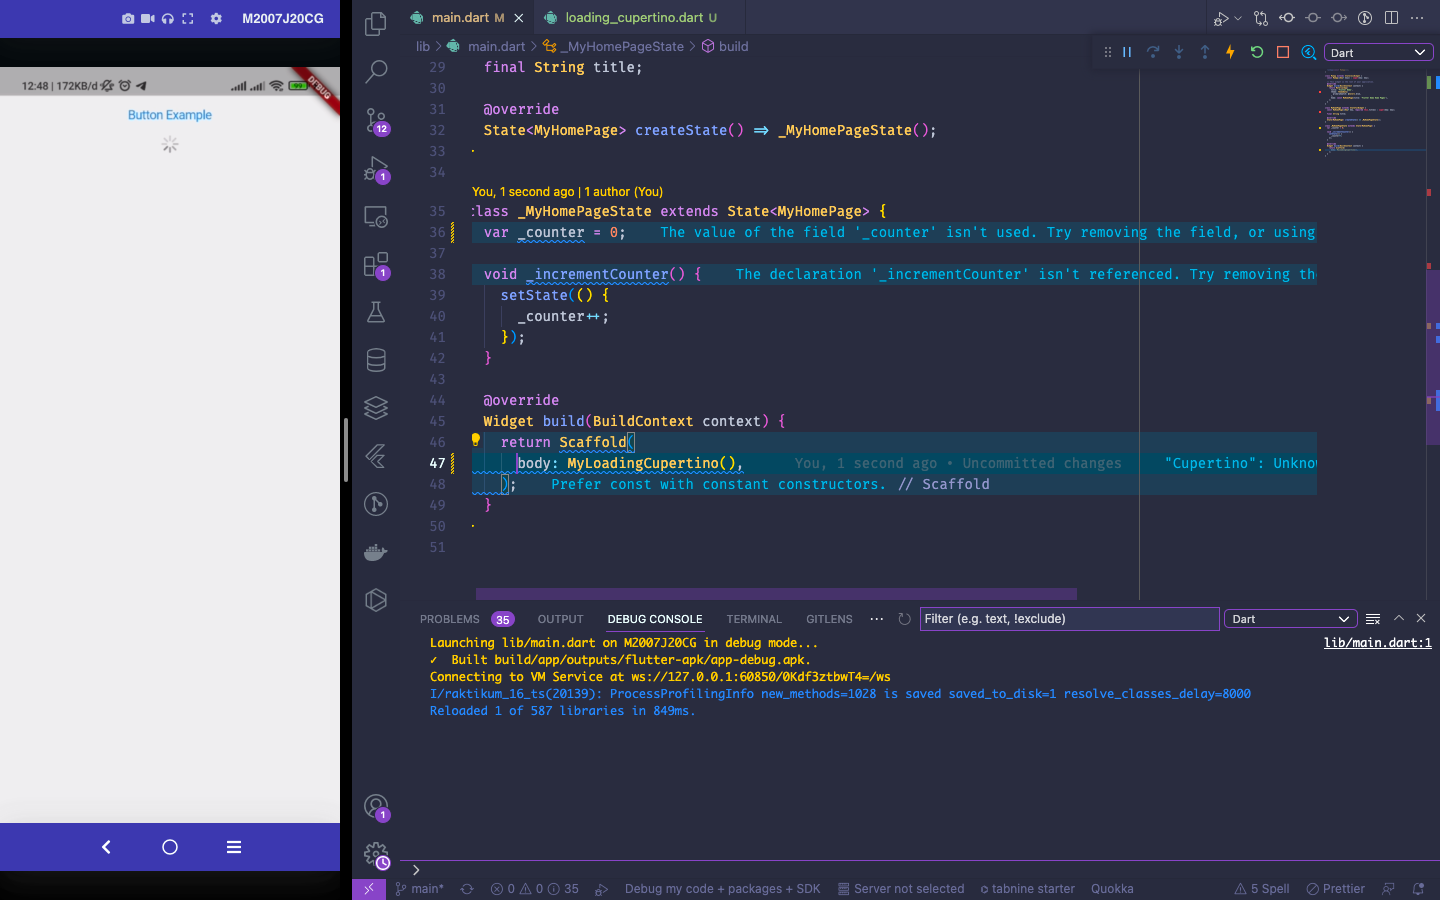 M2007J20CG
12:48 | 172KB/d
99
DEBUG
Button Example
main.dart M
loading_cupertino.dart U
lib > main.dart > _MyHomePageState > build
Dart
29 final String title;
30
31 @override
32 State<MyHomePage> createState() => _MyHomePageState();
33
34
You, 1 second ago | 1 author (You)
35 class _MyHomePageState extends State<MyHomePage> {
36 var _counter = 0; The value of the field '_counter' isn't used. Try removing the field, or using
37
38 void _incrementCounter() { The declaration '_incrementCounter' isn't referenced. Try removing th
39 setState(() {
40 _counter++;
41 });
42 }
43
44 @override
45 Widget build(BuildContext context) {
46 return Scaffold(
47 body: MyLoadingCupertino(), You, 1 second ago • Uncommitted changes "Cupertino": Unkno
48 ); Prefer const with constant constructors. // Scaffold
49 }
50
51
12
1
1
PROBLEMS 35 OUTPUT DEBUG CONSOLE TERMINAL GITLENS
Filter (e.g. text, !exclude)
Dart
Launching lib/main.dart on M2007J20CG in debug mode...
lib/main.dart:1
✓ Built build/app/outputs/flutter-apk/app-debug.apk.
Connecting to VM Service at ws://127.0.0.1:60850/0Kdf3ztbwT4=/ws
I/raktikum_16_ts(20139): ProcessProfilingInfo new_methods=1028 is saved saved_to_disk=1 resolve_classes_delay=8000
Reloaded 1 of 587 libraries in 849ms.
1
main* 0 0 35 Debug my code + packages + SDK Server not selected tabnine starter Quokka 5 Spell Prettier